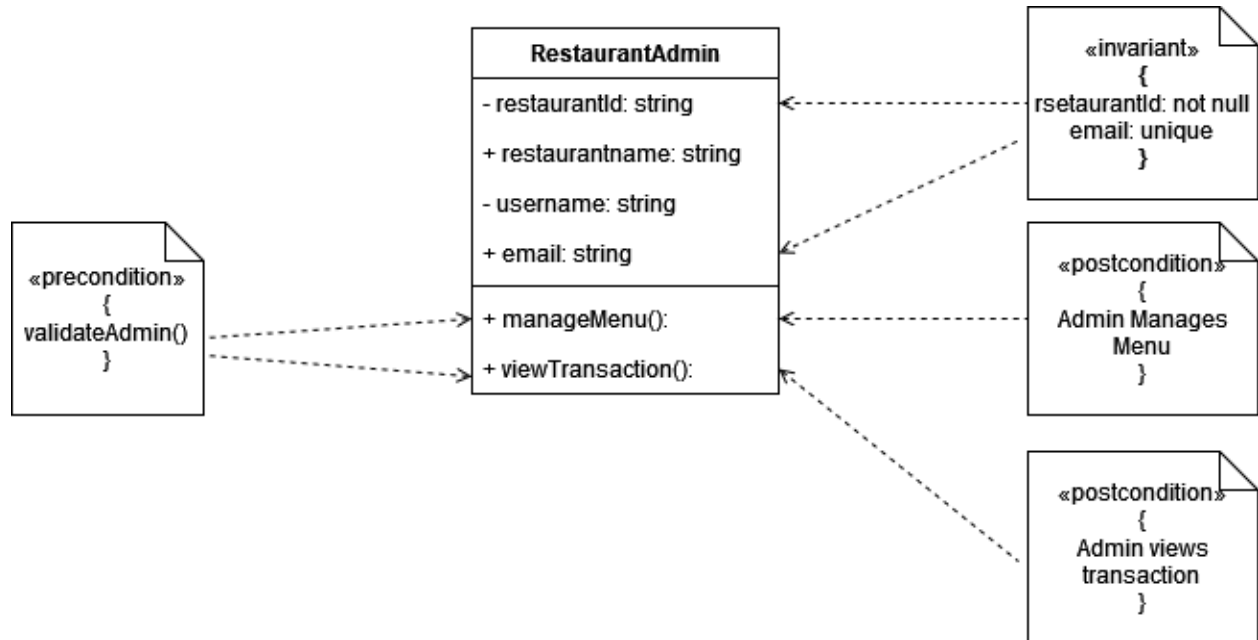 RestaurantAdmin
- restaurantId: string
+ restaurantname: string
- username: string
+ email: string
+ manageMenu():
+ viewTransaction():
«precondition»
{
validateAdmin()
}
«invariant»
{
rsetaurantId: not null
email: unique
}
«postcondition»
{
Admin Manages
Menu
}
«postcondition»
{
Admin views
transaction
}